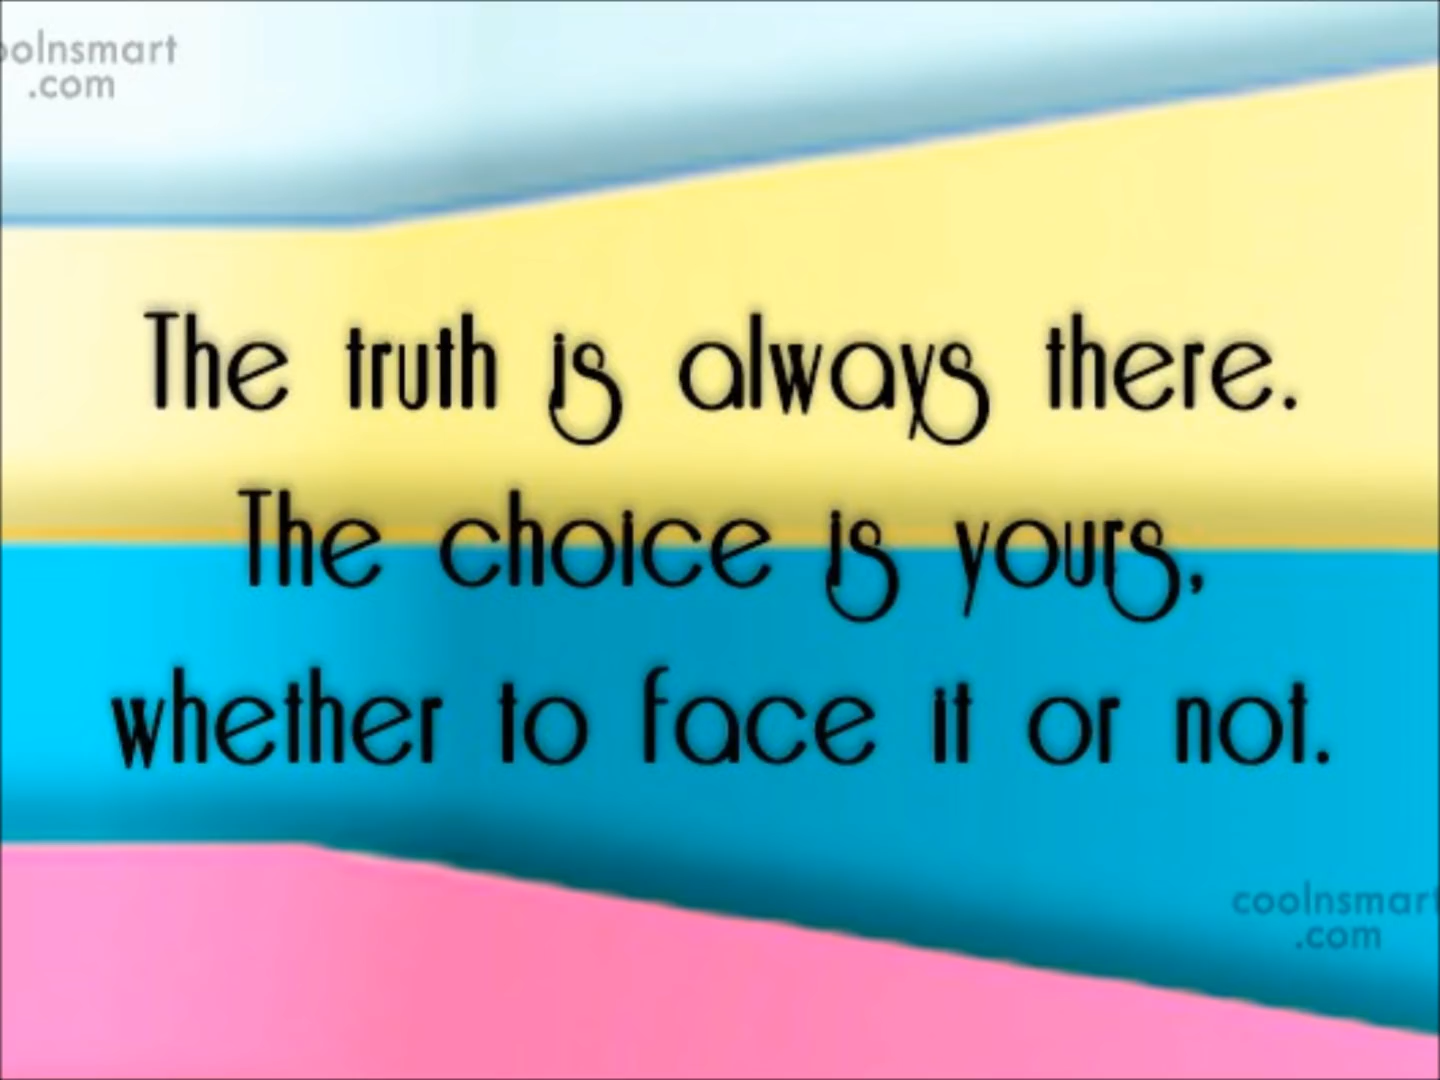 oolnsmart
.com
The truth is always there.
The choice is yours,
whether to face it or not.
coolnsmart
.com